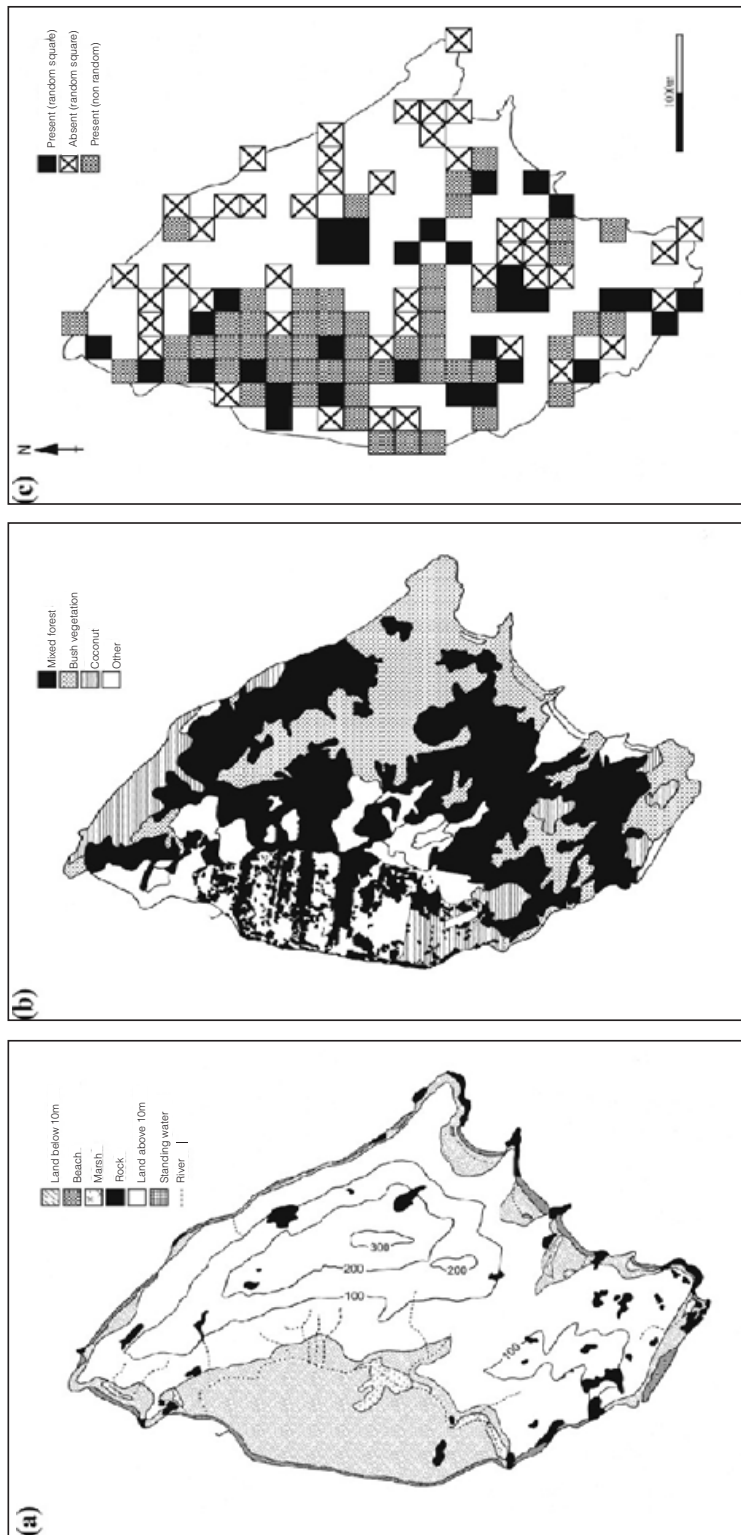 (a)
Land below 10m
Beach
Marsh
Rock
Land above 10m
Standing water
River
100
200
300
200
100
(b)
Mixed forest
Bush vegetation
Coconut
Other
(c)
N
Present (random square)
Absent (random square)
Present (non random)
1000m